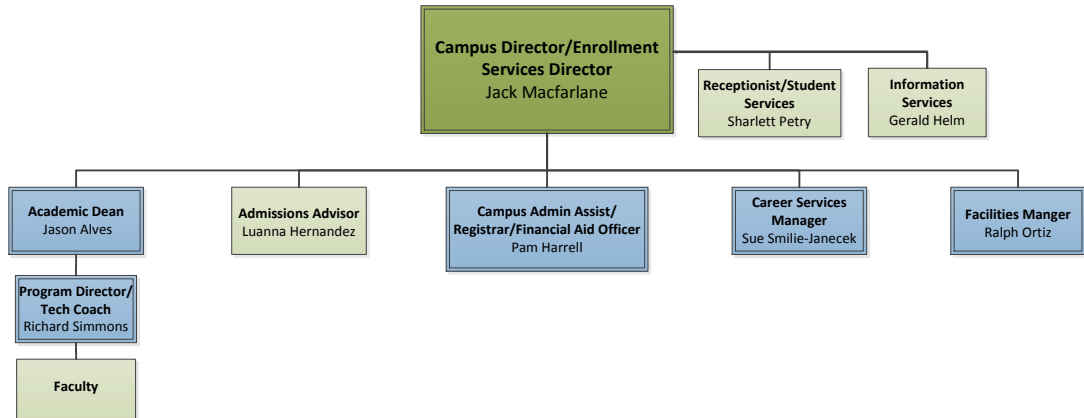 Campus Director/Enrollment
Services Director
Jack Macfarlane
Receptionist/Student
Services
Sharlett Petry
Information
Services
Gerald Helm
Academic Dean
Jason Alves
Admissions Advisor
Luanna Hernandez
Campus Admin Assist/
Registrar/Financial Aid Officer
Pam Harrell
Career Services
Manager
Sue Smilie-Janecek
Facilities Manger
Ralph Ortiz
Program Director/
Tech Coach
Richard Simmons
Faculty